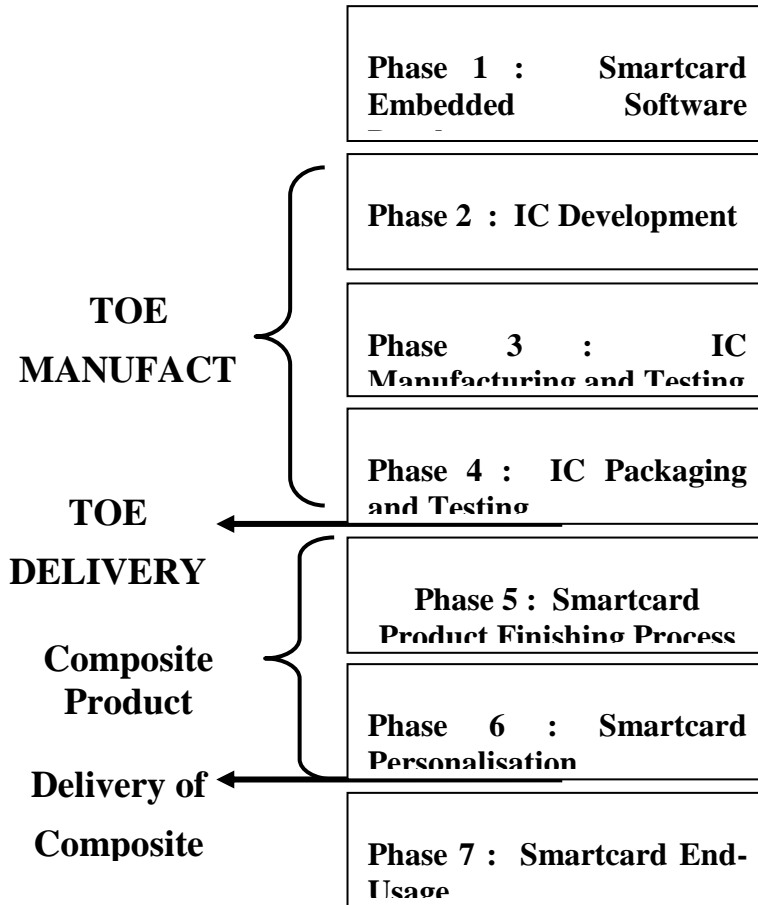 Phase 1 : Smartcard
Embedded Software
Phase 2 : IC Development
TOE
MANUFACT
Phase 3 : IC
Manufacturing and Testing
Phase 4 : IC Packaging
and Testing
TOE
DELIVERY
Phase 5 : Smartcard
Product Finishing Process
Composite
Product
Phase 6 : Smartcard
Personalisation
Delivery of
Composite
Phase 7 : Smartcard End-
Usage